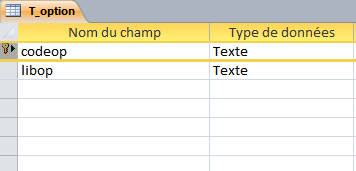 T_option
Nom du champ Type de données
codeop Texte
libop Texte